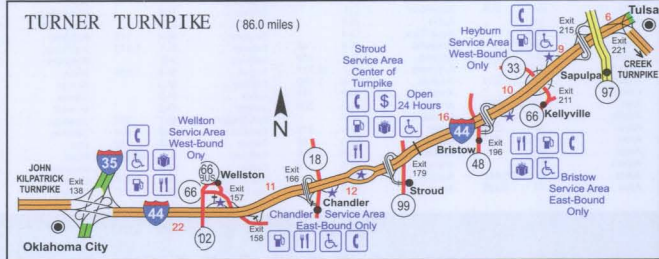 TURNER TURNPIKE (86.0 miles)
Exit
215
6
Tulsa
Exit
221
CREEK
TURNPIKE
Heyburn
Service Area
West-Bound
Only
9
33
Sapulpa
97
10
Exit
211
66
Kellyville
Stroud
Service Area
Center of
Turnpike
$
Open
24 Hours
16
44
Bristow
Exit
196
48
Bristow
Service Area
East-Bound
Only
N
Wellston
Service Area
West-Bound
Only
35
JOHN
KILPATRICK
TURNPIKE
Exit
138
44
22
Oklahoma City
66
BUS
Wellston
66
Exit
157
02
Exit
158
11
Exit
166
18
12
Chandler
Chandler Service Area
East-Bound Only
Exit
179
Stroud
99